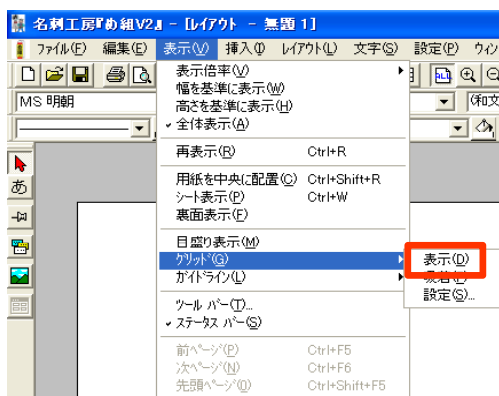 名刺工房『め組V2』 - [レイアウト - 無題 1]
ファイル(F) 編集(E) 表示(V) 挿入(I) レイアウト(L) 文字(S) 設定(P) ウィン
MS 明朝
(和文
表示倍率(V)
幅を基準に表示(W)
高さを基準に表示(H)
全体表示(A)
再表示(R) Ctrl+R
用紙を中央に配置(C) Ctrl+Shift+R
シート表示(P) Ctrl+W
裏面表示(F)
目盛り表示(M)
グリッド(G)
表示(D)
ガイドライン(L)
吸着(F)
設定(S)...
ツール バー(T)...
ステータス バー(S)
前ページ(P) Ctrl+F5
次ページ(N) Ctrl+F6
先頭ページ(O) Ctrl+Shift+F5
あ